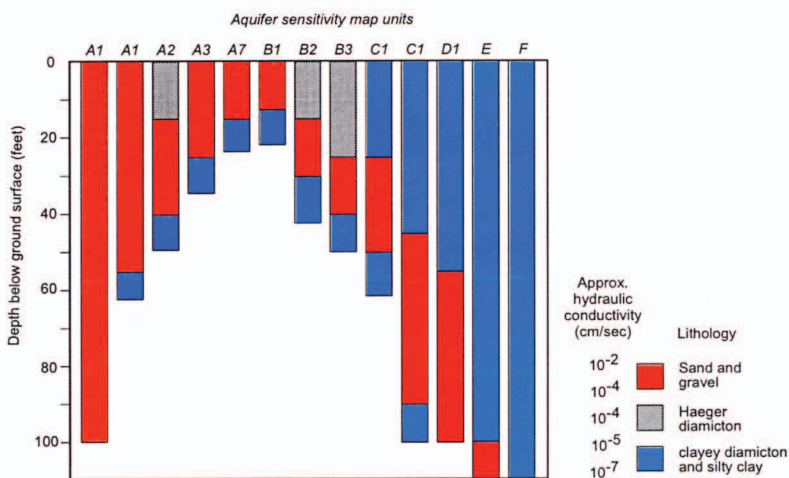 Aquifer sensitivity map units
A1 A1 A2 A3 A7 B1 B2 B3 C1 C1 D1 E F
Depth below ground surface (feet)
0
20
40
60
80
100
Approx.
hydraulic
conductivity
(cm/sec)
Lithology
10⁻²
10⁻⁴
Sand and
gravel
10⁻⁴
Haeger
diamicton
10⁻⁵
10⁻⁷
clayey diamicton
and silty clay